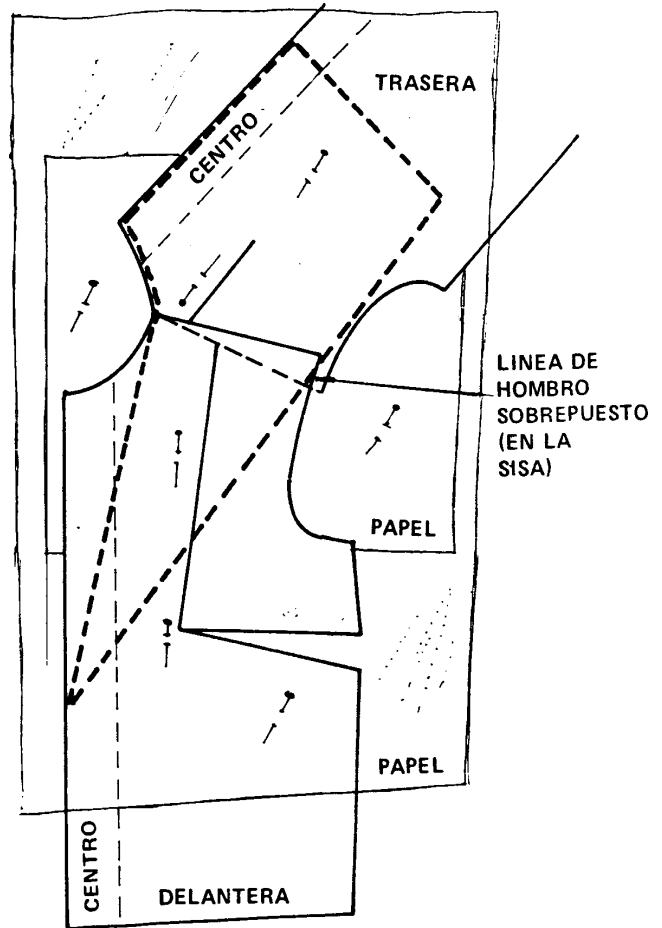 TRASERA
CENTRO
LINEA DE
HOMBRO
SOBREPUESTO
(EN LA
SISA)
PAPEL
PAPEL
CENTRO
DELANTERA